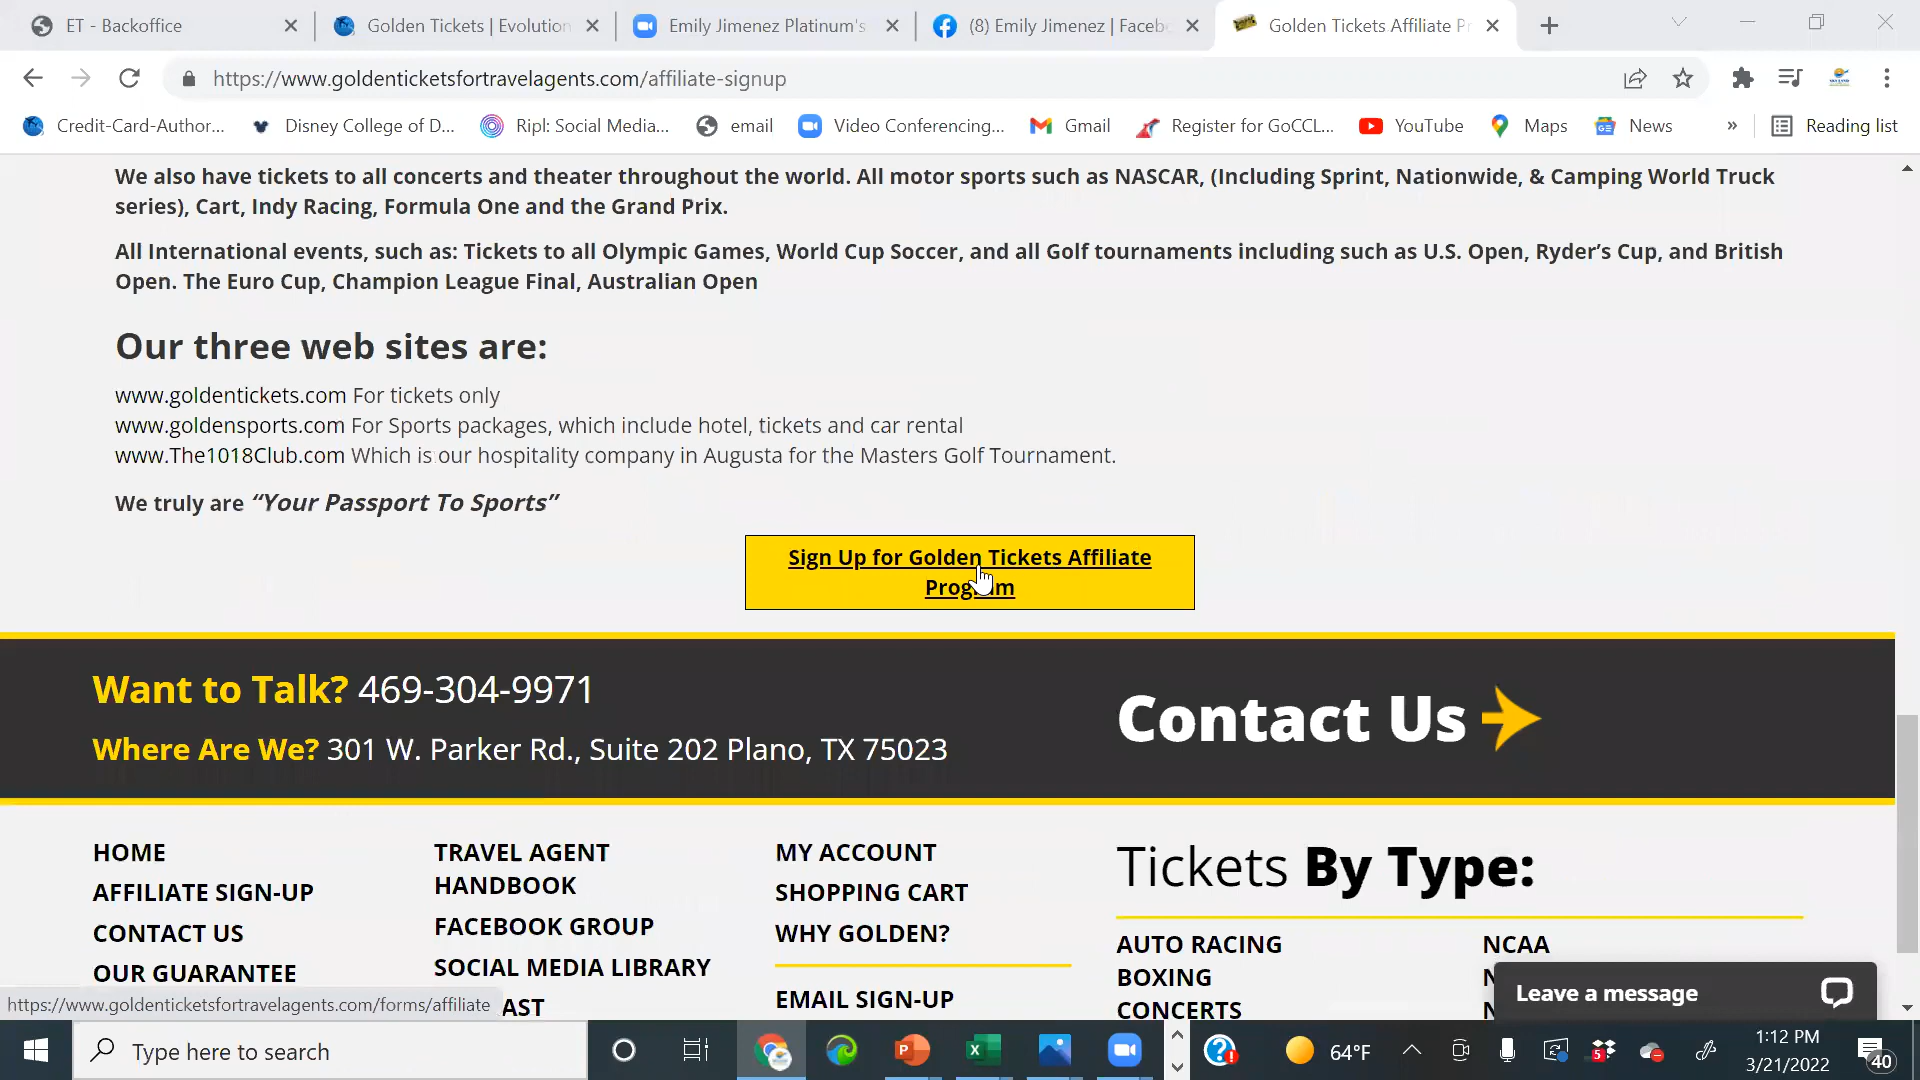 ET - Backoffice
Golden Tickets | Evolution
Emily Jimenez Platinum's
(8) Emily Jimenez | Facebo
Golden Tickets Affiliate Pr
https://www.goldenticketsfortravelagents.com/affiliate-signup
Credit-Card-Author...
Disney College of D...
Ripl: Social Media...
email
Video Conferencing...
Gmail
Register for GoCCL...
YouTube
Maps
News
»
Reading list
We also have tickets to all concerts and theater throughout the world. All motor sports such as NASCAR, (Including Sprint, Nationwide, & Camping World Truck
series), Cart, Indy Racing, Formula One and the Grand Prix.
All International events, such as: Tickets to all Olympic Games, World Cup Soccer, and all Golf tournaments including such as U.S. Open, Ryder's Cup, and British
Open. The Euro Cup, Champion League Final, Australian Open
Our three web sites are:
www.goldentickets.com For tickets only
www.goldensports.com For Sports packages, which include hotel, tickets and car rental
www.The1018Club.com Which is our hospitality company in Augusta for the Masters Golf Tournament.
We truly are “Your Passport To Sports”
Sign Up for Golden Tickets Affiliate
Program
Want to Talk? 469-304-9971
Where Are We? 301 W. Parker Rd., Suite 202 Plano, TX 75023
Contact Us
HOME
AFFILIATE SIGN-UP
CONTACT US
OUR GUARANTEE
TRAVEL AGENT
HANDBOOK
FACEBOOK GROUP
SOCIAL MEDIA LIBRARY
AST
MY ACCOUNT
SHOPPING CART
WHY GOLDEN?
EMAIL SIGN-UP
Tickets By Type:
AUTO RACING
BOXING
CONCERTS
NCAA
Leave a message
https://www.goldenticketsfortravelagents.com/forms/affiliate
Type here to search
64°F
5
1:12 PM
3/21/2022
40